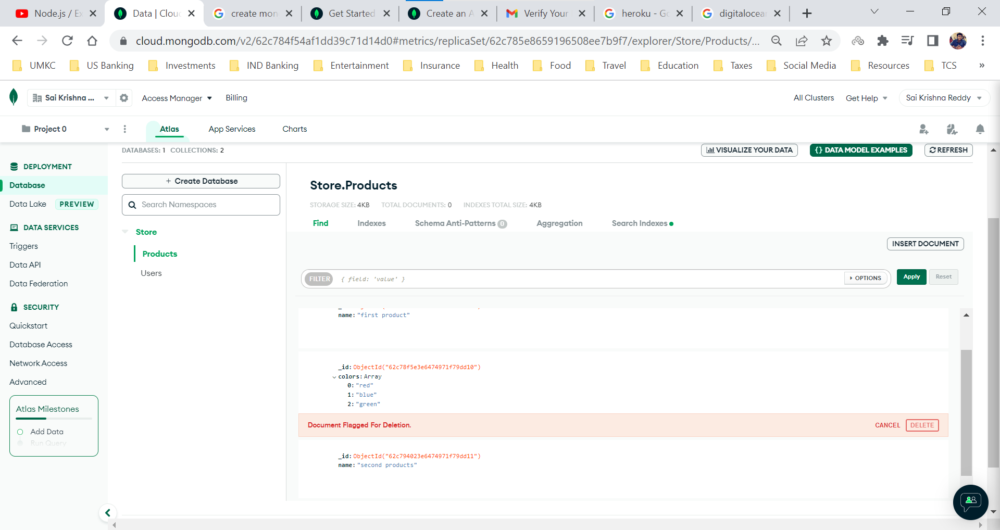 Node.js / Ex
Data | Cloud
create mon
Get Started
Create an A
Verify Your
heroku - Go
digitalocean
cloud.mongodb.com/v2/62c784f54af1dd39c71d14d0#metrics/replicaSet/62c785e8659196508ee7b9f7/explorer/Store/Products/...
UMKC US Banking Investments IND Banking Entertainment Insurance Health Food Travel Education Taxes Social Media Resources TCS »
Sai Krishna ... Access Manager Billing All Clusters Get Help Sai Krishna Reddy
Project 0 Atlas App Services Charts
DATABASES: 1 COLLECTIONS: 2 VISUALIZE YOUR DATA {} DATA MODEL EXAMPLES REFRESH
DEPLOYMENT
Database
Data Lake PREVIEW
DATA SERVICES
Triggers
Data API
Data Federation
SECURITY
Quickstart
Database Access
Network Access
Advanced
Atlas Milestones
Add Data
Run Query
+ Create Database
Search Namespaces
Store
Products
Users
Store.Products
STORAGE SIZE: 4KB TOTAL DOCUMENTS: 0 INDEXES TOTAL SIZE: 4KB
Find Indexes Schema Anti-Patterns 0 Aggregation Search Indexes
INSERT DOCUMENT
FILTER { field: 'value' } OPTIONS Apply Reset
name: "first product"
_id: ObjectId("62c78f5e3e6474971f79dd10")
colors: Array
0: "red"
1: "blue"
2: "green"
Document Flagged For Deletion. CANCEL DELETE
_id: ObjectId("62c794023e6474971f79dd11")
name: "second products"